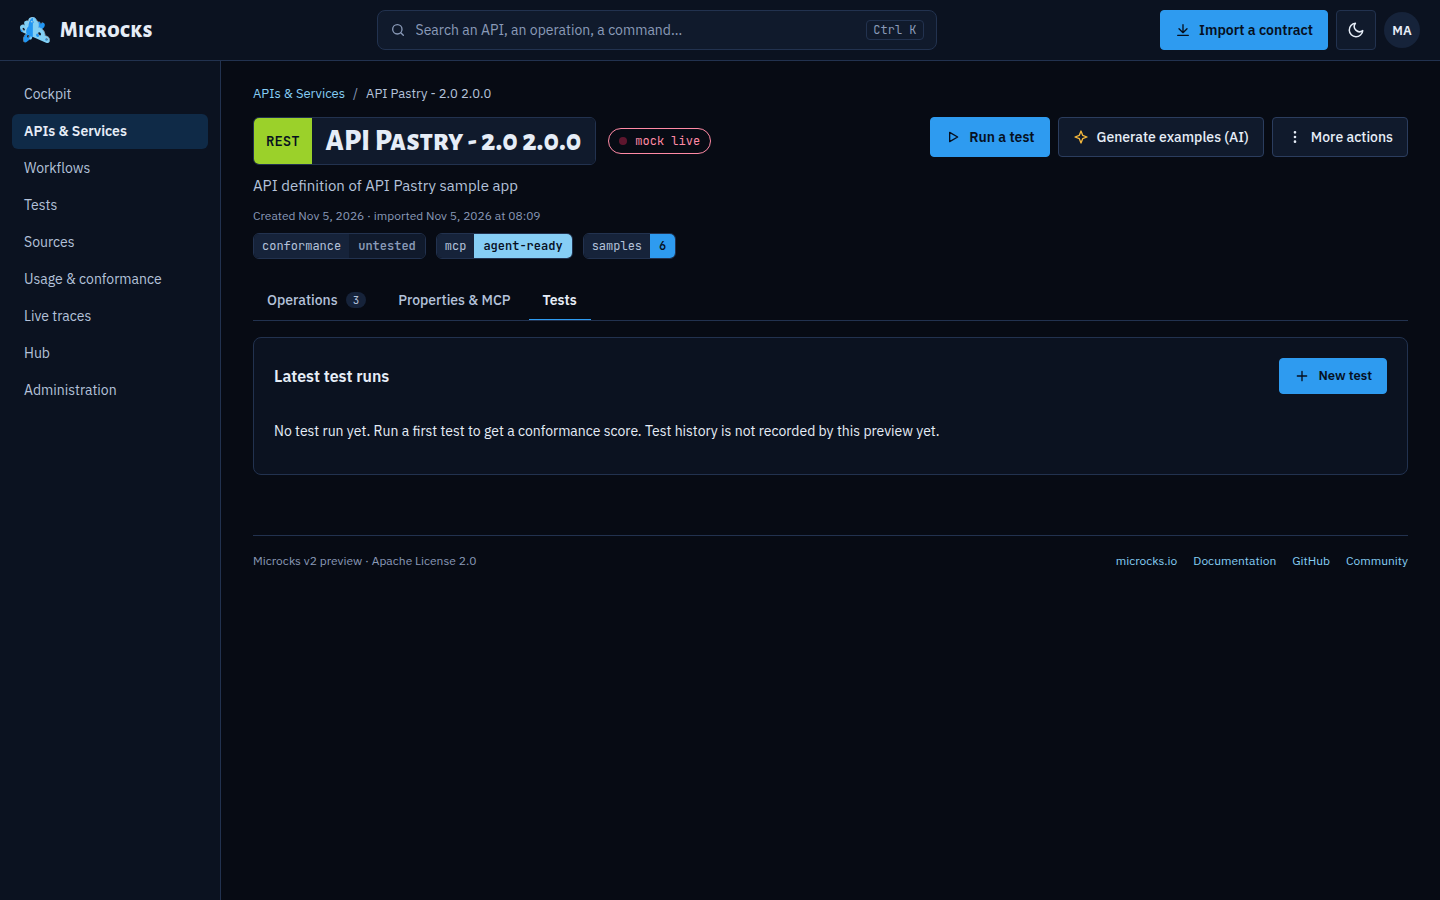 Microcks
Search an API, an operation, a command...
Ctrl K
Import a contract
MA
Cockpit
APIs & Services
Workflows
Tests
Sources
Usage & conformance
Live traces
Hub
Administration
APIs & Services / API Pastry - 2.0 2.0.0
REST API Pastry - 2.0 2.0.0
mock live
Run a test
Generate examples (AI)
More actions
API definition of API Pastry sample app
Created Nov 5, 2026 · imported Nov 5, 2026 at 08:09
conformance untested
mcp agent-ready
samples 6
Operations 3
Properties & MCP
Tests
Latest test runs
New test
No test run yet. Run a first test to get a conformance score. Test history is not recorded by this preview yet.
Microcks v2 preview · Apache License 2.0
microcks.io
Documentation
GitHub
Community